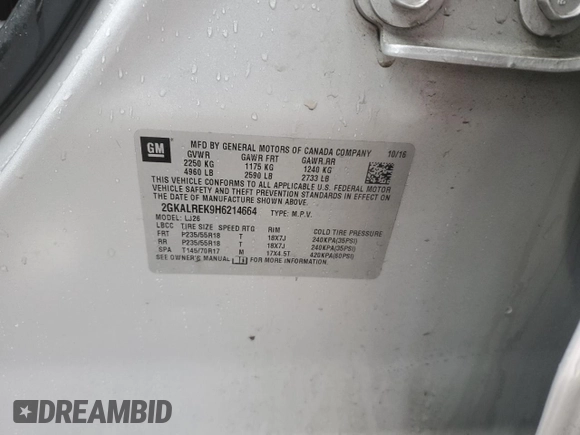 GM
MFD BY GENERAL MOTORS OF CANADA COMPANY 10/16
GVWR GAWR FRT GAWR.RR
2250 KG 1175 KG 1240 KG
4960 LB 2590 LB 2733 LB
THIS VEHICLE CONFORMS TO ALL APPLICABLE U.S. FEDERAL MOTOR
VEHICLE SAFETY AND THEFT PREVENTION STANDARDS IN EFFECT ON
THE DATE OF MANUFACTURE SHOWN ABOVE.
2GKALREK9H6214664 TYPE: M.P.V.
MODEL: LJ26
LBCC TIRE SIZE SPEED RTG RIM COLD TIRE PRESSURE
FRT P235/55R18 T 18X7J 240KPA(35PSI)
RR P235/55R18 T 18X7J 240KPA(35PSI)
SPA T145/70R17 M 17X4.5T 420KPA(60PSI)
SEE OWNER'S MANUAL FOR MORE INFORMATION.
DREAMBID